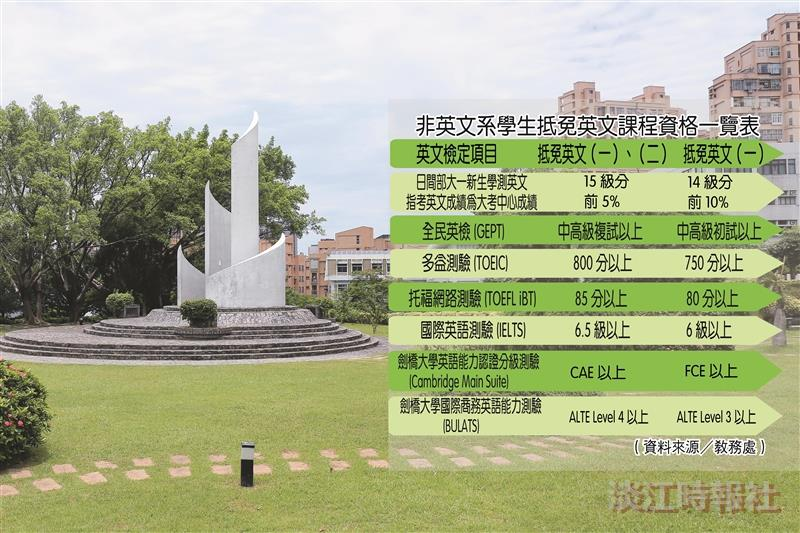 非英文系學生抵免英文課程資格一覽表
英文檢定項目 抵免英文(一)、(二) 抵免英文(一)
日間部大一新生學測英文 15 級分 14 級分
指考英文成績為大考中心成績 前 5% 前 10%
全民英檢 (GEPT) 中高級複試以上 中高級初試以上
多益測驗 (TOEIC) 800 分以上 750 分以上
托福網路測驗 (TOEFL iBT) 85 分以上 80 分以上
國際英語測驗 (IELTS) 6.5 級以上 6 級以上
劍橋大學英語能力認證分級測驗 CAE 以上 FCE 以上
(Cambridge Main Suite)
劍橋大學國際商務英語能力測驗 ALTE Level 4 以上 ALTE Level 3 以上
(BULATS)
(資料來源／教務處)
淡江時報社